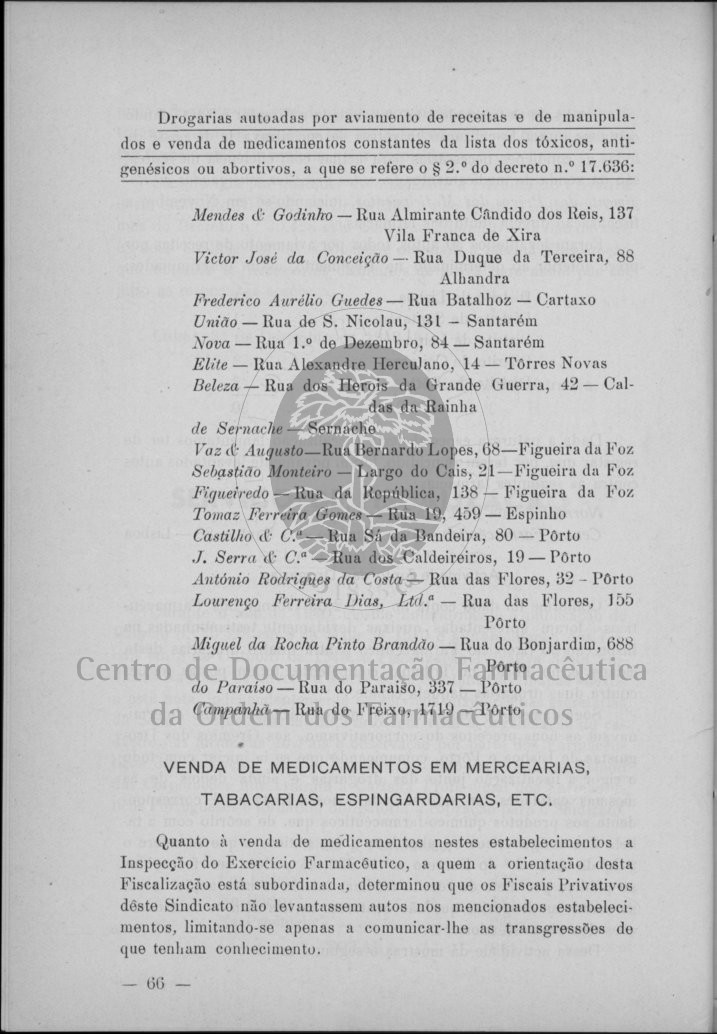 Drogarias autoadas por aviamento de receitas e de manipula-
dos e venda de medicamentos constantes da lista dos tóxicos, anti-
genésicos ou abortivos, a que se refere o § 2.º do decreto n.º 17.636:
Mendes & Godinho — Rua Almirante Cândido dos Reis, 137
Vila Franca de Xira
Victor José da Conceição — Rua Duque da Terceira, 88
Alhandra
Frederico Aurélio Guedes — Rua Batalhoz — Cartaxo
União — Rua de S. Nicolau, 131 — Santarém
Nova — Rua 1.º de Dezembro, 84 — Santarém
Elite — Rua Alexandre Herculano, 14 — Tôrres Novas
Beleza — Rua dos Herois da Grande Guerra, 42 — Cal-
das da Rainha
de Sernache — Sernache
Vaz & Augusto — Rua Bernardo Lopes, 68 — Figueira da Foz
Sebastião Monteiro — Largo do Cais, 21 — Figueira da Foz
Figueiredo — Rua da República, 138 — Figueira da Foz
Tomaz Ferreira Gomes — Rua 19, 459 — Espinho
Castilho & C.ª — Rua Sá da Bandeira, 80 — Pôrto
J. Serra & C.ª — Rua dos Caldeireiros, 19 — Pôrto
António Rodrigues da Costa — Rua das Flores, 32 - Pôrto
Lourenço Ferreira Dias, Ltd.ª — Rua das Flores, 155
Pôrto
Miguel da Rocha Pinto Brandão — Rua do Bonjardim, 688
Pôrto
Centro de Documentação Farmacêutica
do Paraíso — Rua do Paraiso, 337 — Pôrto
Campanhã — Rua do Freixo, 1719 — Pôrto
da Ordem dos Farmacêuticos
VENDA DE MEDICAMENTOS EM MERCEARIAS,
TABACARIAS, ESPINGARDARIAS, ETC.
Quanto à venda de medicamentos nestes estabelecimentos a
Inspecção do Exercício Farmacêutico, a quem a orientação desta
Fiscalização está subordinada, determinou que os Fiscais Privativos
dêste Sindicato não levantassem autos nos mencionados estabeleci-
mentos, limitando-se apenas a comunicar-lhe as transgressões de
que tenham conhecimento.
— 66 —